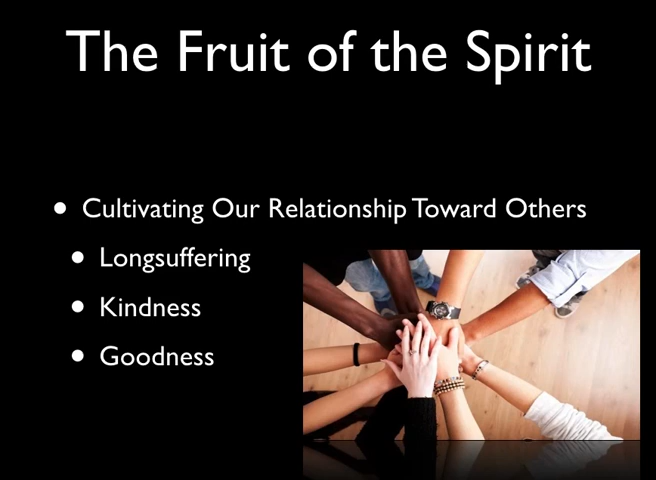 The Fruit of the Spirit
• Cultivating Our Relationship Toward Others
• Longsuffering
• Kindness
• Goodness